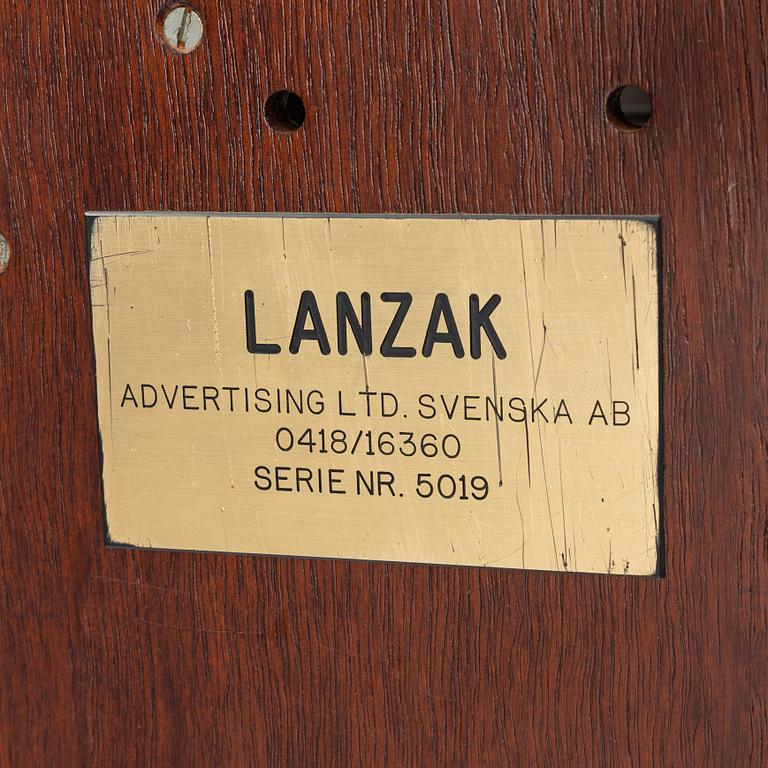 LANZAK
ADVERTISING LTD. SVENSKA AB
0418/16360
SERIE NR. 5019